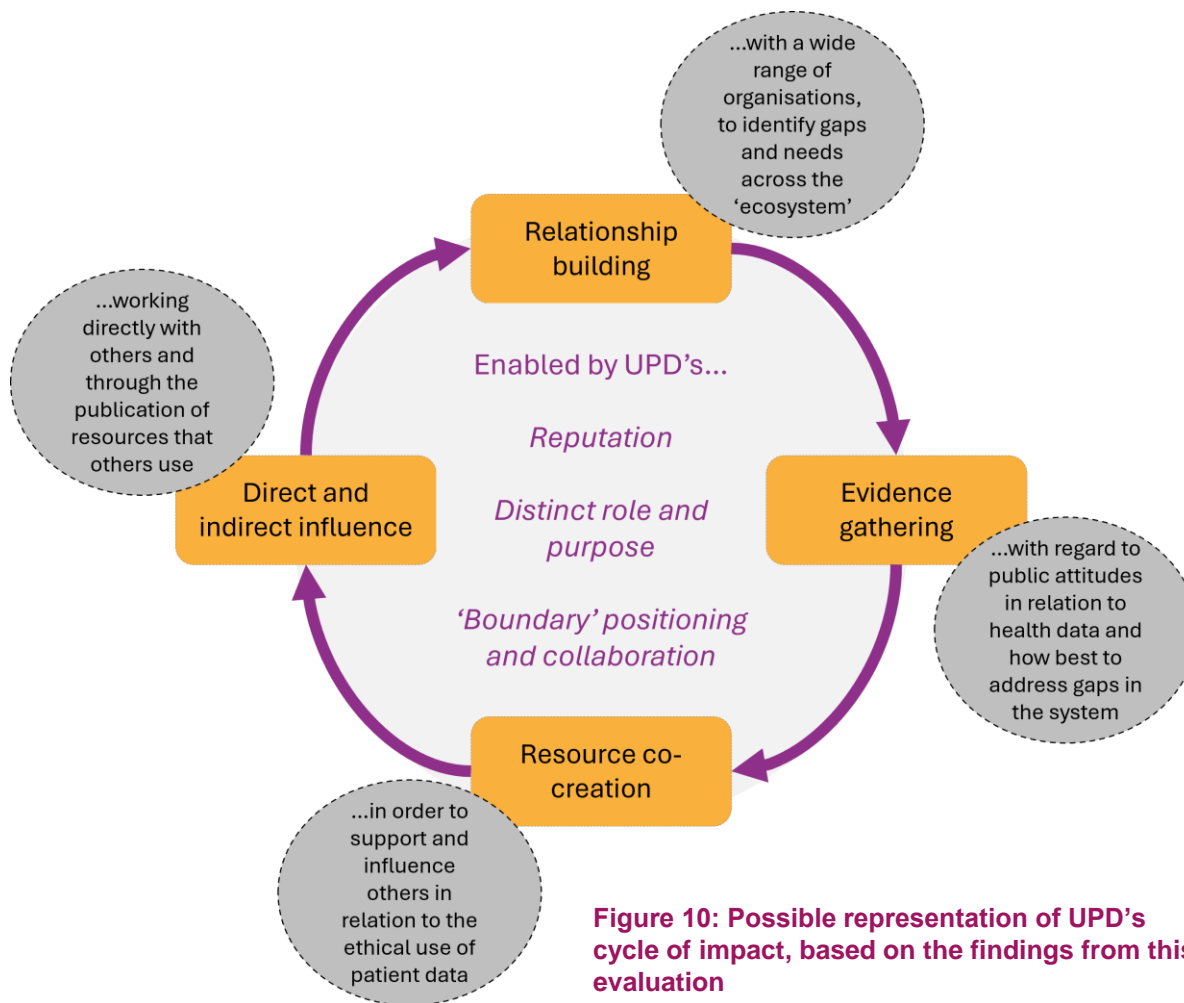 ...with a wide
range of
organisations,
to identify gaps
and needs
across the
‘ecosystem’
Relationship
building
...working
directly with
others and
through the
publication of
resources that
others use
Enabled by UPD’s...
Reputation
Distinct role and
purpose
‘Boundary’ positioning
and collaboration
Direct and
indirect influence
Evidence
gathering
...with regard to
public attitudes
in relation to
health data and
how best to
address gaps in
the system
Resource co-
creation
...in order to
support and
influence
others in
relation to the
ethical use of
patient data
Figure 10: Possible representation of UPD’s
cycle of impact, based on the findings from this
evaluation